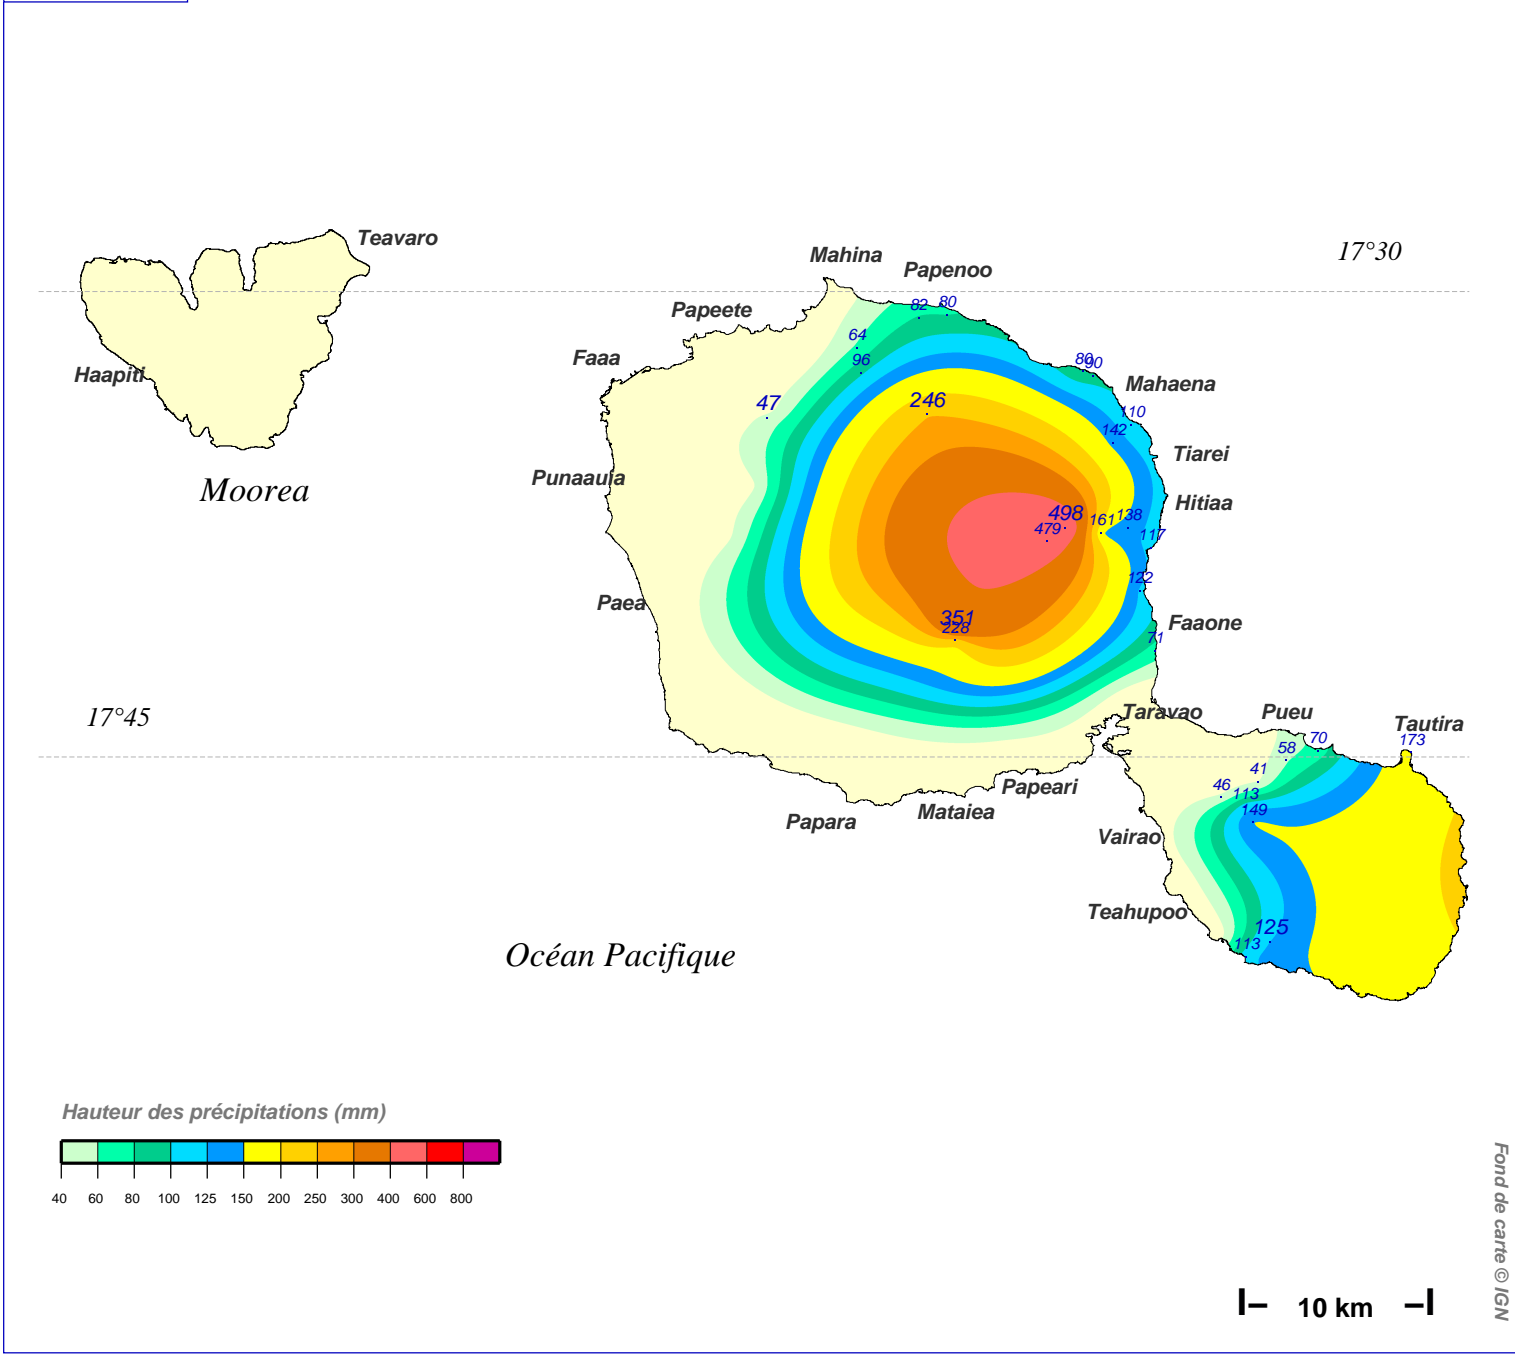 Teavaro
17°30
Mahina
Papenoo
82
80
Papeete
64
Faaa
96
80
90
Haapiti
Mahaena
47
246
110
142
Tiarei
Punaauia
Moorea
Hitiaa
498
161
138
479
117
122
Paea
351
228
Faaone
71
17°45
Taravao
Pueu
Tautira
58
70
173
41
46
113
149
Papeari
Mataiea
Papara
Vairao
Teahupoo
125
113
Océan Pacifique
Hauteur des précipitations (mm)
40 60 80 100 125 150 200 250 300 400 600 800
10 km
Fond de carte © IGN